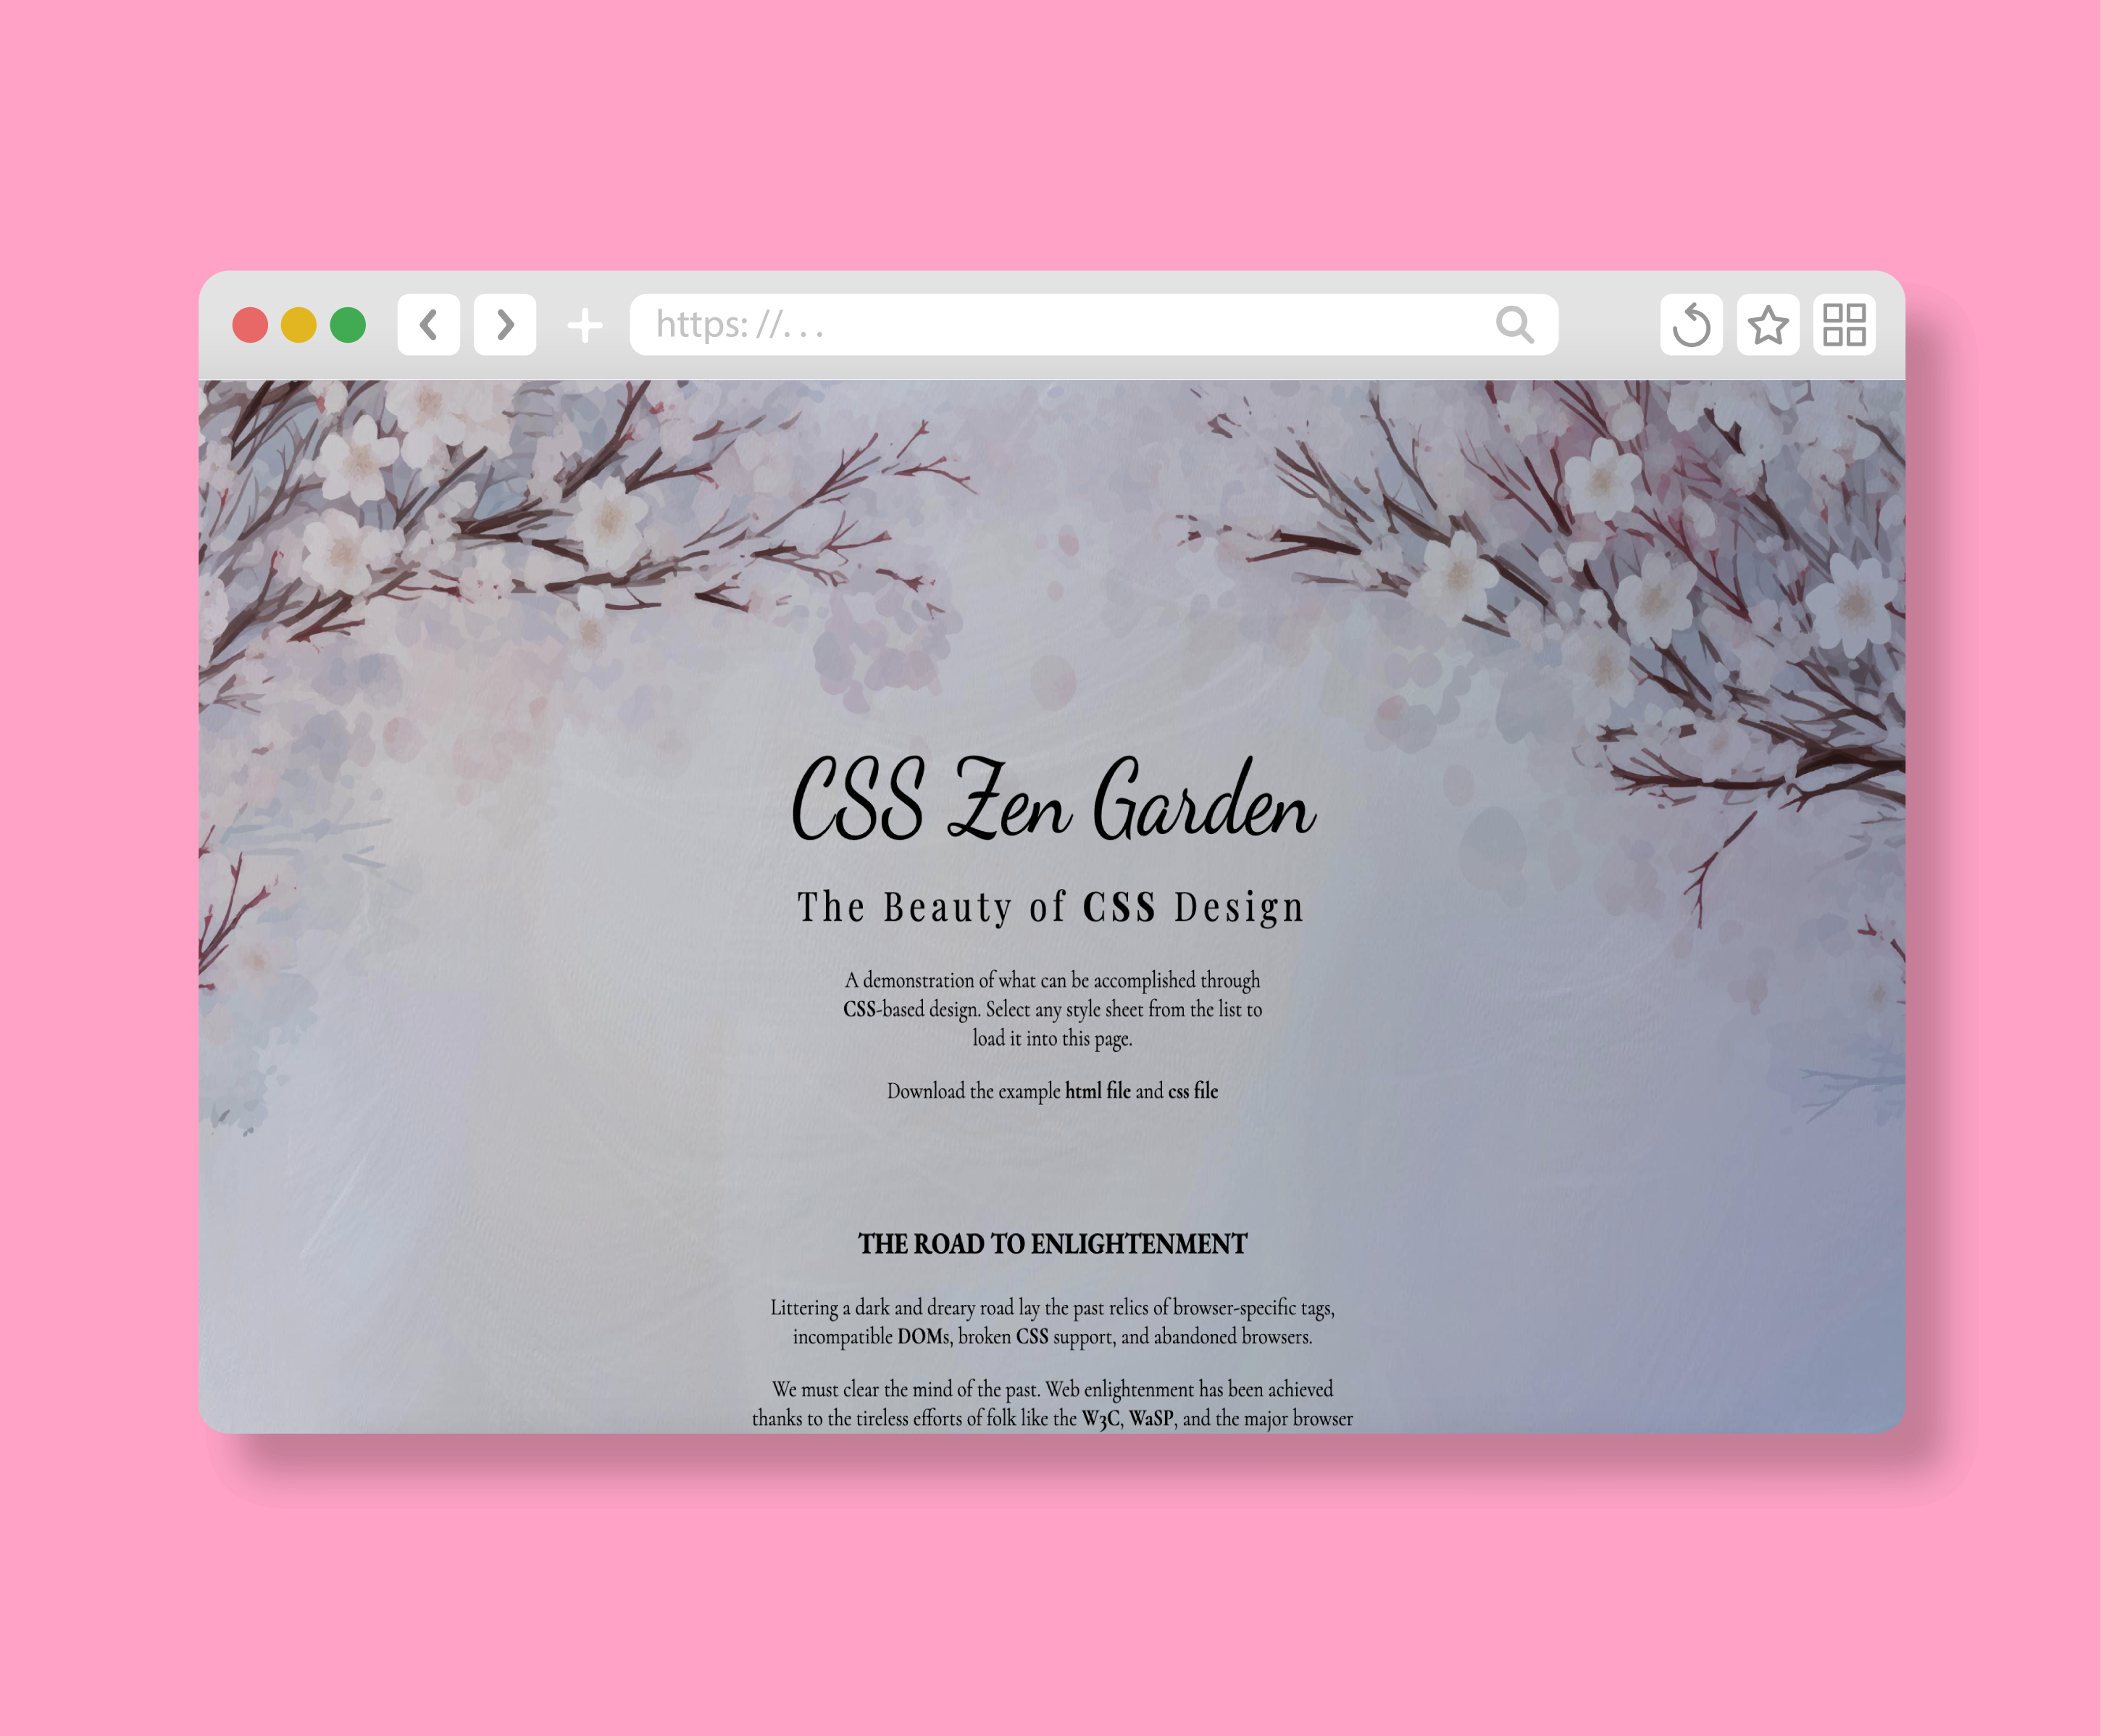 https: //. . .
CSS Zen Garden
The Beauty of CSS Design
A demonstration of what can be accomplished through
CSS-based design. Select any style sheet from the list to
load it into this page.
Download the example html file and css file
THE ROAD TO ENLIGHTENMENT
Littering a dark and dreary road lay the past relics of browser-specific tags,
incompatible DOMs, broken CSS support, and abandoned browsers.
We must clear the mind of the past. Web enlightenment has been achieved
thanks to the tireless efforts of folk like the W3C, WaSP, and the major browser